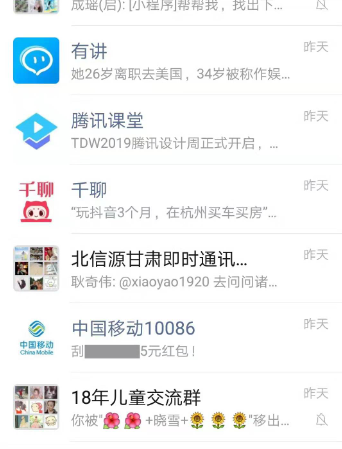 成瑶(启): [小程序]帮帮我，找出下…
有讲
昨天
她26岁离职去美国，34岁被称作娱…
腾讯课堂
昨天
TDW2019腾讯设计周正式开启，…
千聊
千聊
昨天
“玩抖音3个月，在杭州买车买房”…
北信源甘肃即时通讯…
昨天
耿奇伟: @xiaoyao1920 去问问诸…
中国移动
China Mobile
中国移动10086
昨天
刮 5元红包！
18年儿童交流群
昨天
你被"🌺🌺+晓雪+🌻🌻🌻"移出…